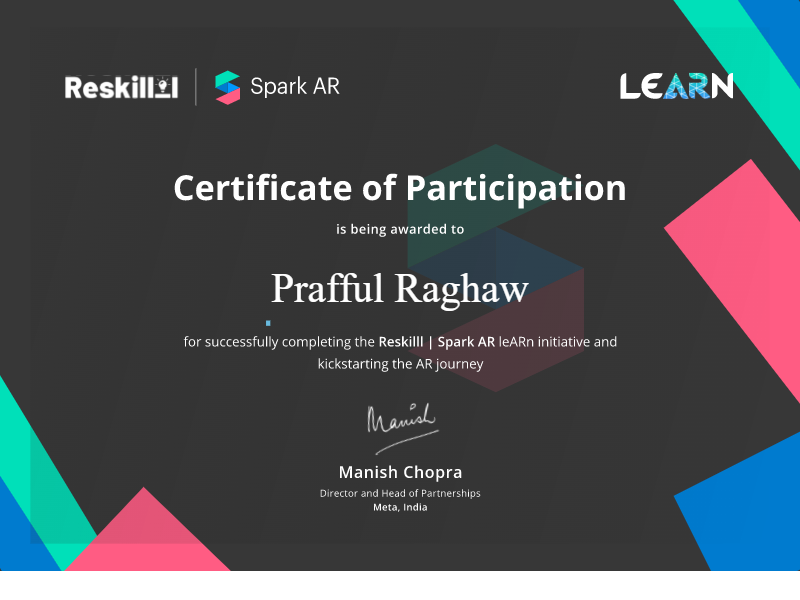 Reskilll | Spark AR
LEARN
Certificate of Participation
is being awarded to
Prafful Raghaw
for successfully completing the Reskilll | Spark AR leARn initiative and
kickstarting the AR journey
Manish
Manish Chopra
Director and Head of Partnerships
Meta, India